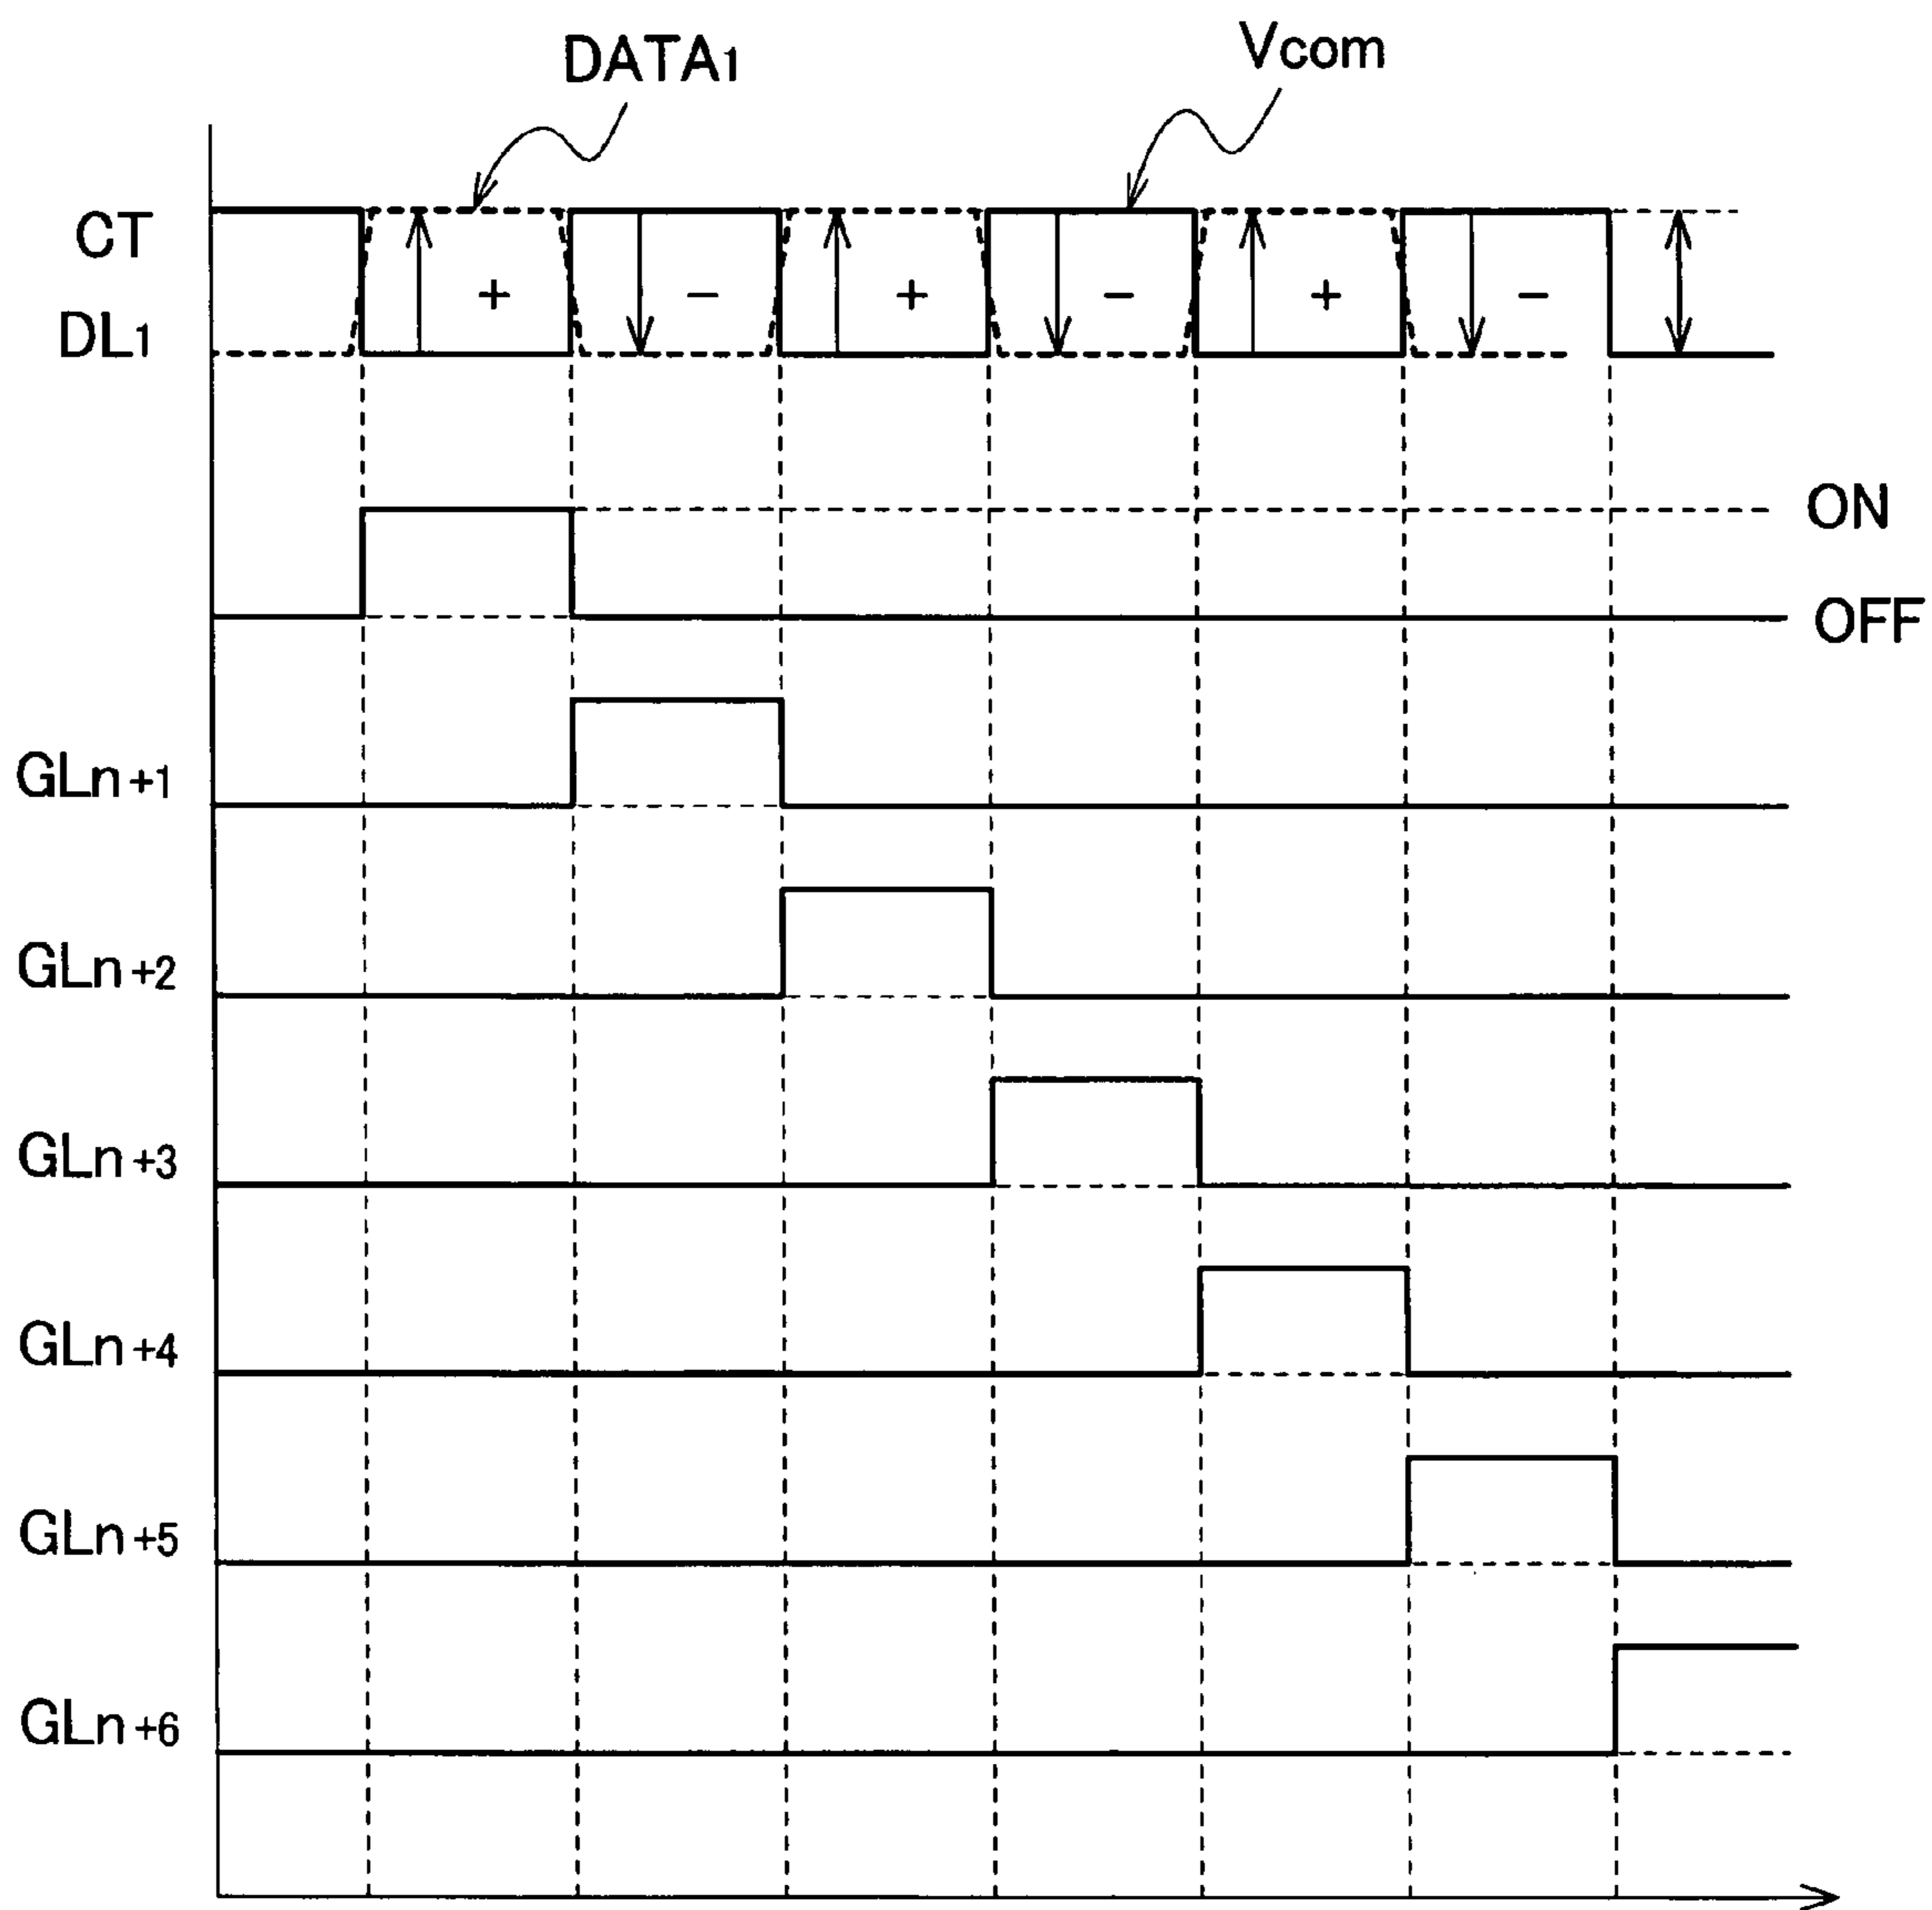 DATA1
Vcom
CT
DL1
+ - + - + -
ON
OFF
GLn+1
GLn+2
GLn+3
GLn+4
GLn+5
GLn+6